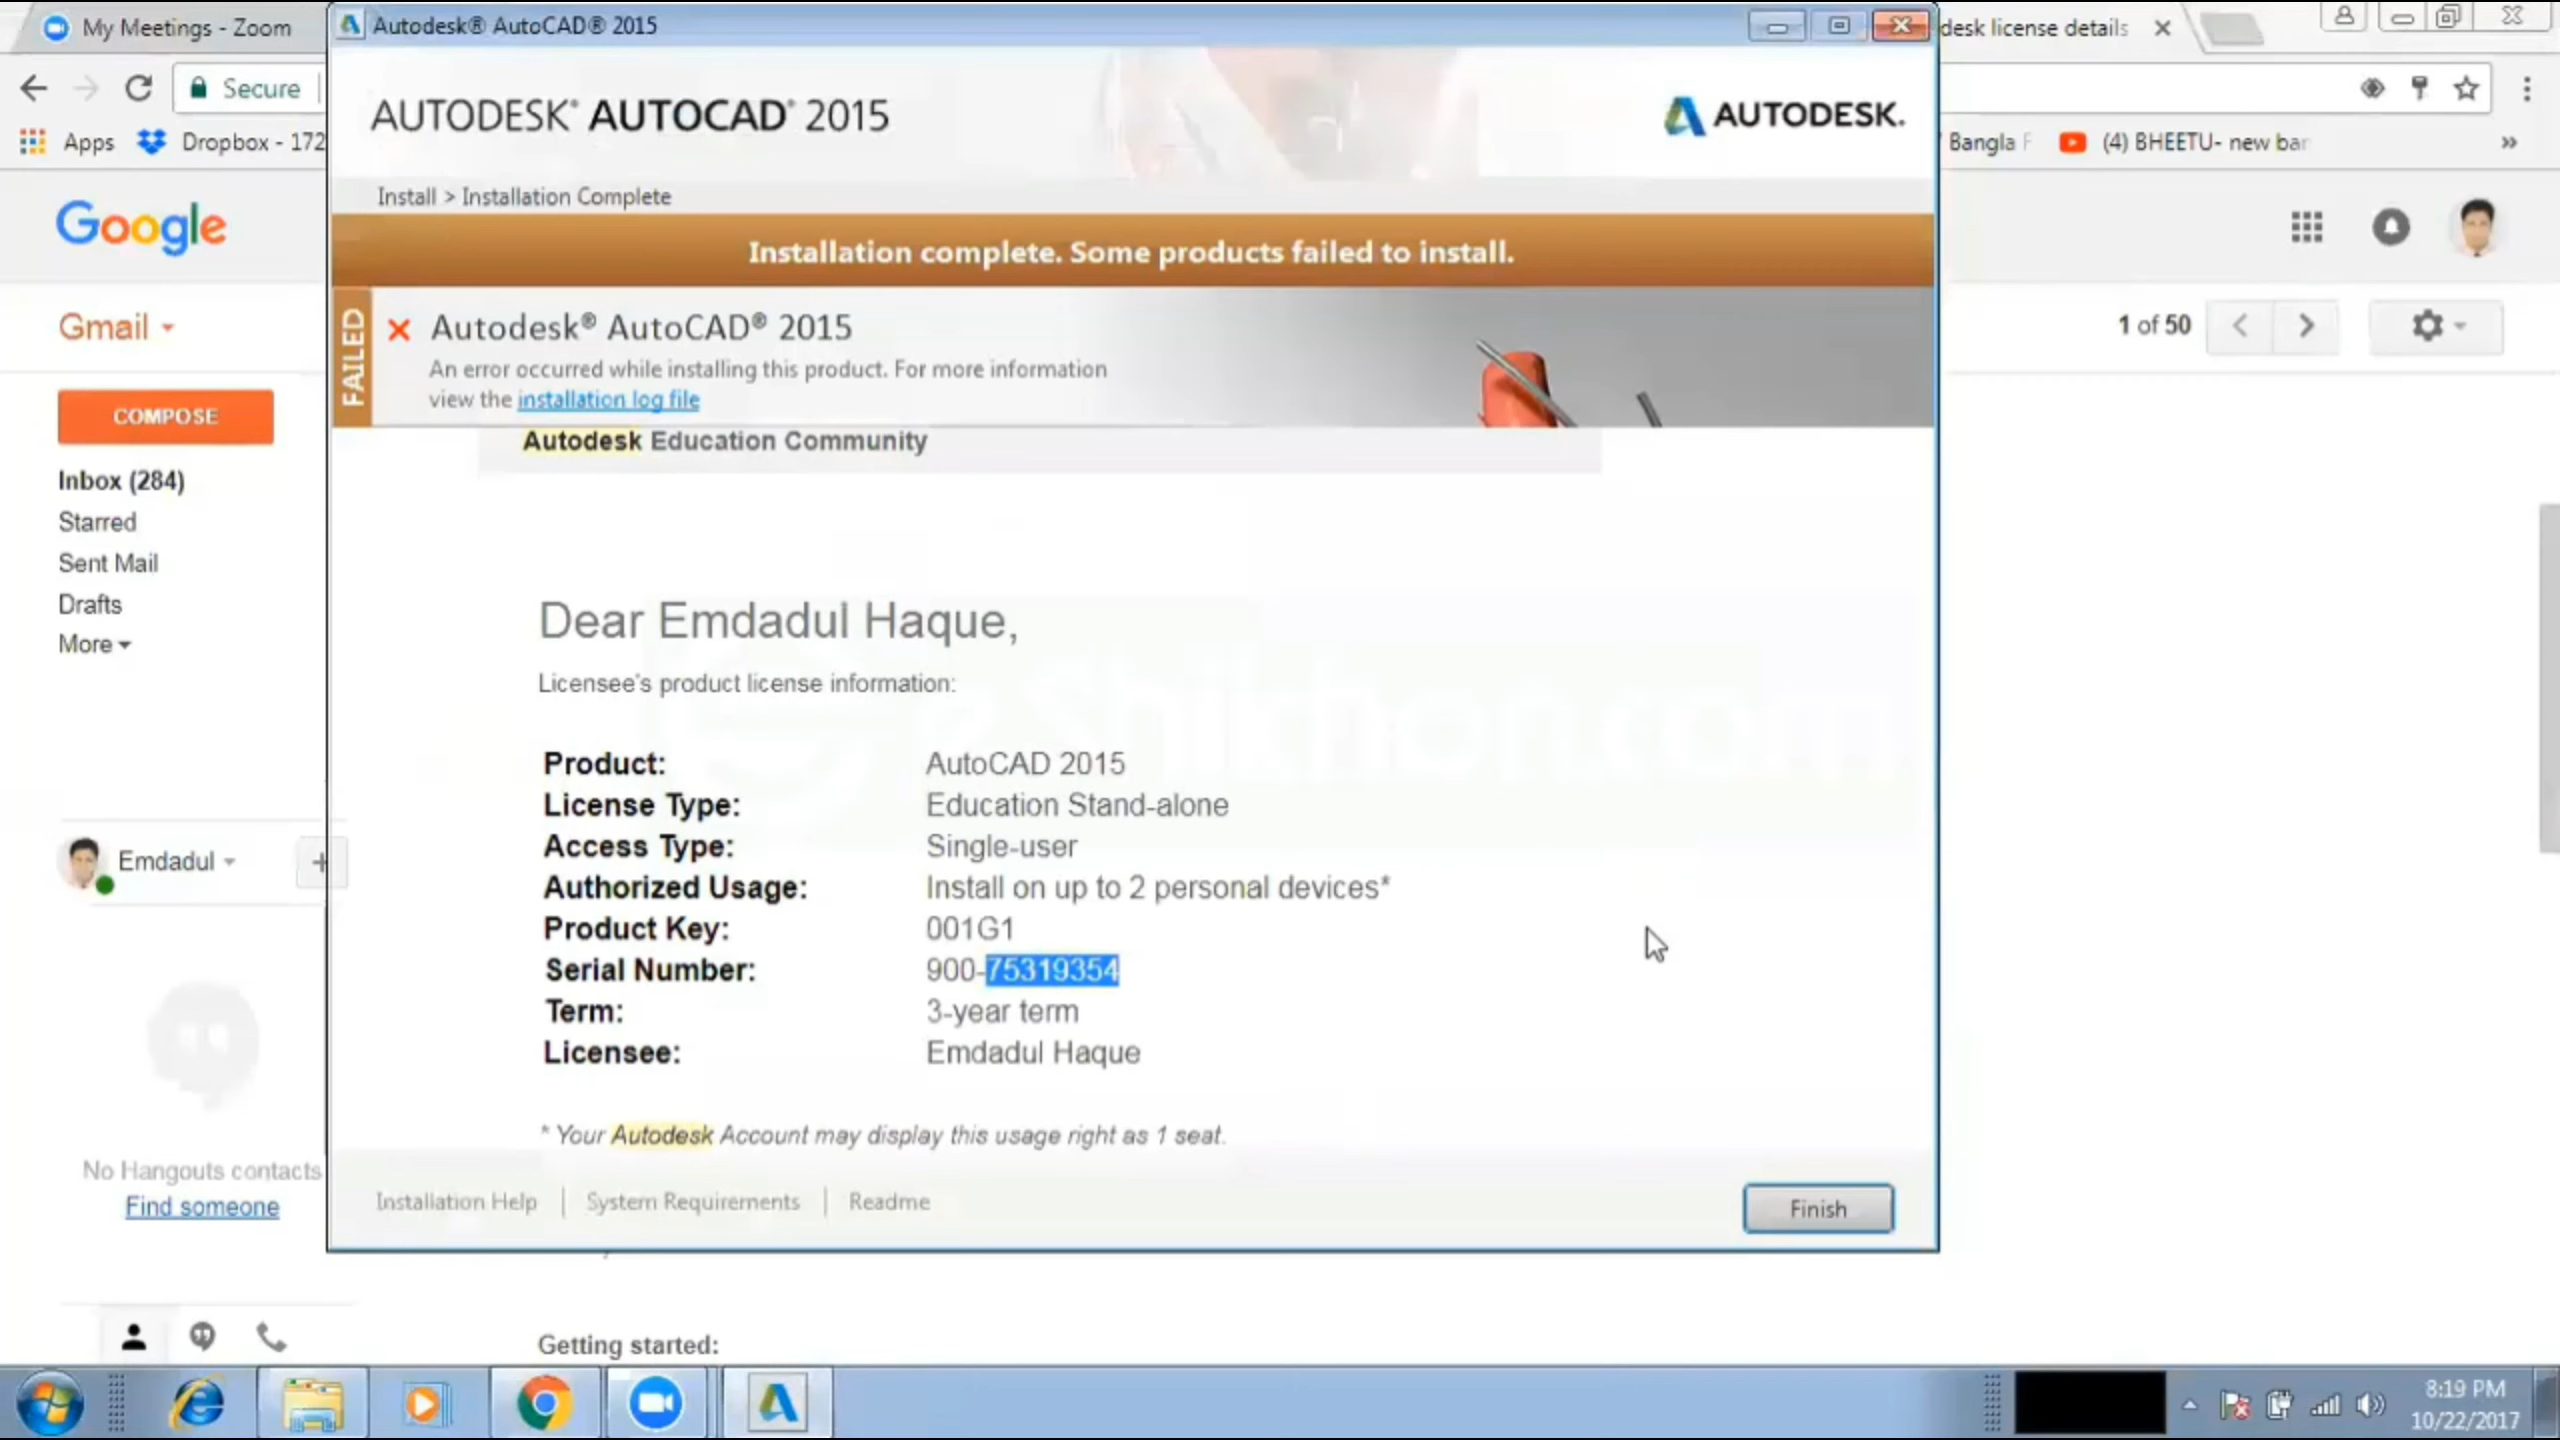 My Meetings - Zoom
Autodesk® AutoCAD® 2015
desk license details
Secure
Apps
Dropbox - 172
Bangla
(4) BHEETU- new bar
AUTODESK® AUTOCAD® 2015
AUTODESK.
Install > Installation Complete
Google
Installation complete. Some products failed to install.
Gmail
1 of 50
FAILED
Autodesk® AutoCAD® 2015
An error occurred while installing this product. For more information
view the installation log file
COMPOSE
Autodesk Education Community
Inbox (284)
Starred
Sent Mail
Drafts
More
Dear Emdadul Haque,
Licensee's product license information:
eShikhon.com
Product: AutoCAD 2015
License Type: Education Stand-alone
Access Type: Single-user
Authorized Usage: Install on up to 2 personal devices*
Product Key: 001G1
Serial Number: 900-75319354
Term: 3-year term
Licensee: Emdadul Haque
* Your Autodesk Account may display this usage right as 1 seat.
Emdadul
No Hangouts contacts
Find someone
Installation Help
System Requirements
Readme
Finish
Getting started:
8:19 PM
10/22/2017